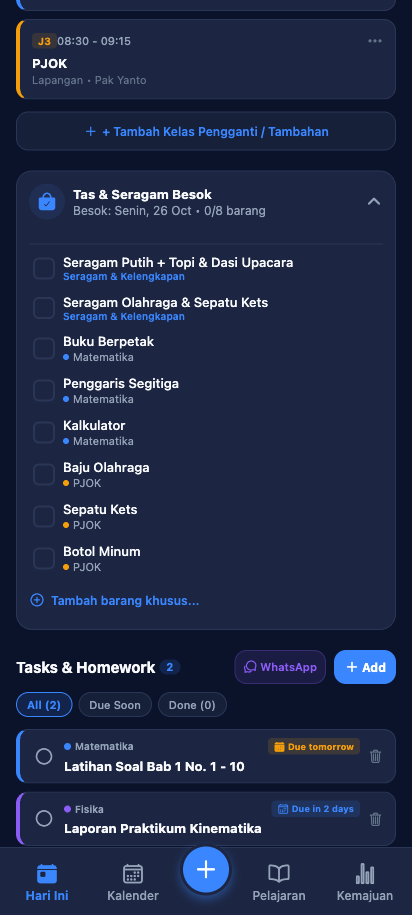 J3 08:30 - 09:15
PJOK
Lapangan • Pak Yanto
+ Tambah Kelas Pengganti / Tambahan
Tas & Seragam Besok
Besok: Senin, 26 Oct • 0/8 barang
Seragam Putih + Topi & Dasi Upacara
Seragam & Kelengkapan
Seragam Olahraga & Sepatu Kets
Seragam & Kelengkapan
Buku Berpetak
Matematika
Penggaris Segitiga
Matematika
Kalkulator
Matematika
Baju Olahraga
PJOK
Sepatu Kets
PJOK
Botol Minum
PJOK
Tambah barang khusus...
Tasks & Homework 2 WhatsApp Add
All (2) Due Soon Done (0)
Matematika Due tomorrow
Latihan Soal Bab 1 No. 1 - 10
Fisika Due in 2 days
Laporan Praktikum Kinematika
Hari Ini Kalender Pelajaran Kemajuan